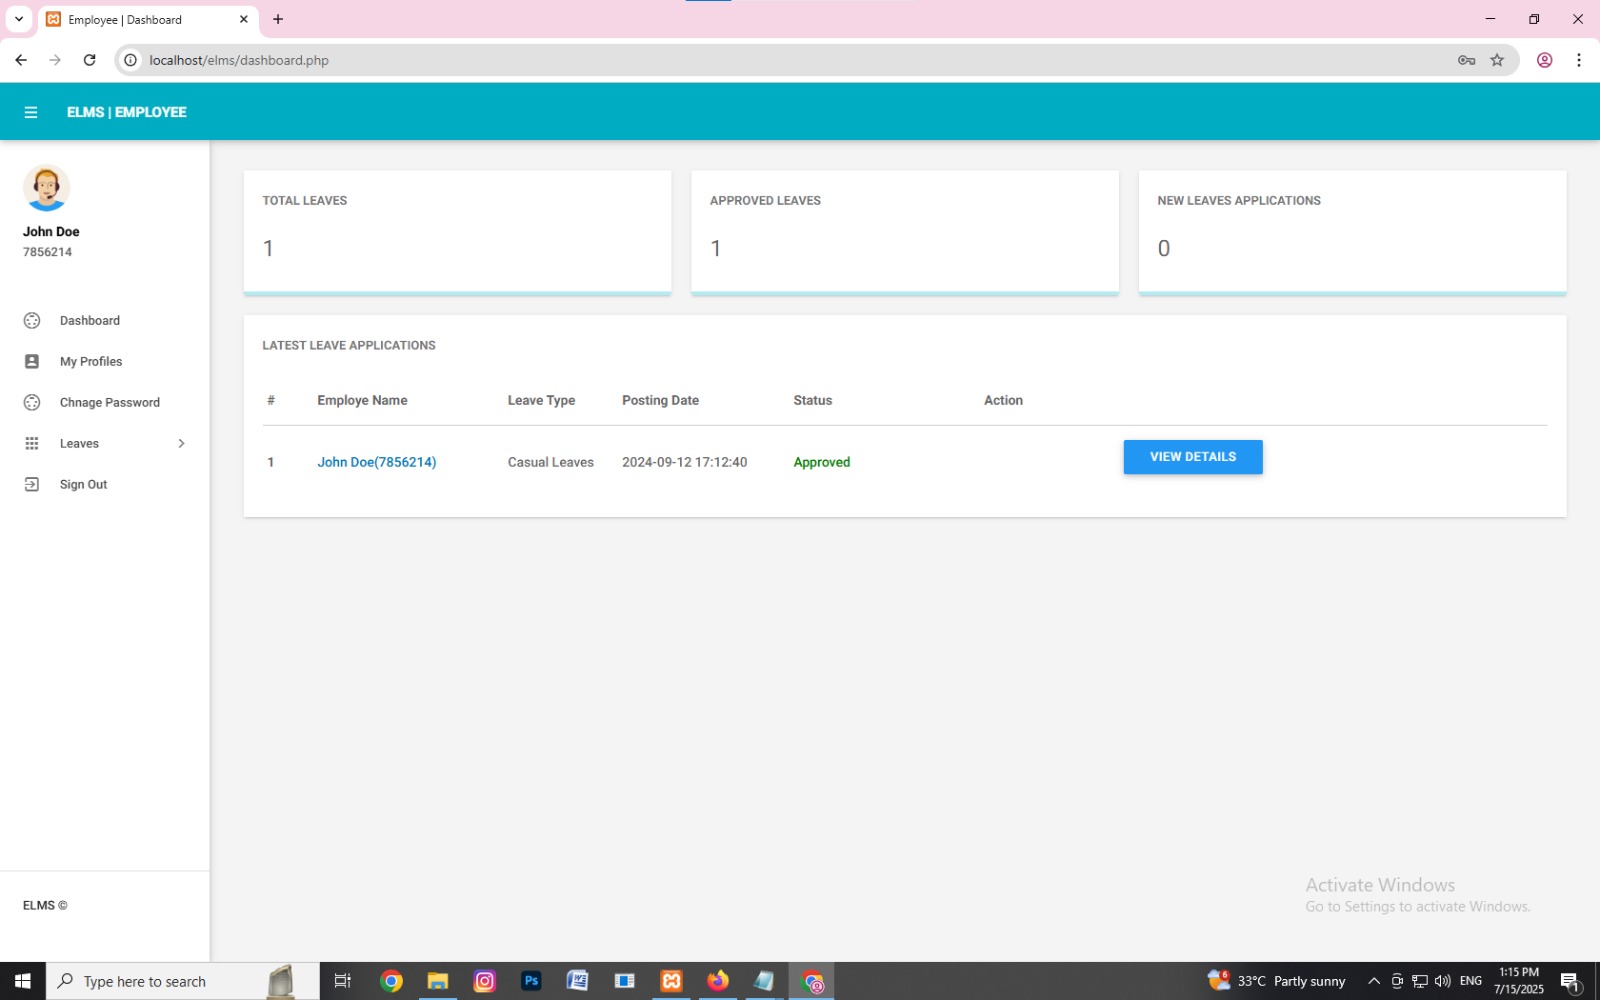 Employee | Dashboard
localhost/elms/dashboard.php
ELMS | EMPLOYEE
John Doe
7856214
Dashboard
My Profiles
Chnage Password
Leaves
Sign Out
ELMS ©
TOTAL LEAVES
1
APPROVED LEAVES
1
NEW LEAVES APPLICATIONS
0
LATEST LEAVE APPLICATIONS
# Employe Name Leave Type Posting Date Status Action
1 John Doe(7856214) Casual Leaves 2024-09-12 17:12:40 Approved VIEW DETAILS
Activate Windows
Go to Settings to activate Windows.
Type here to search
Ps
W
6
33°C Partly sunny
ENG
1:15 PM
7/15/2025
1